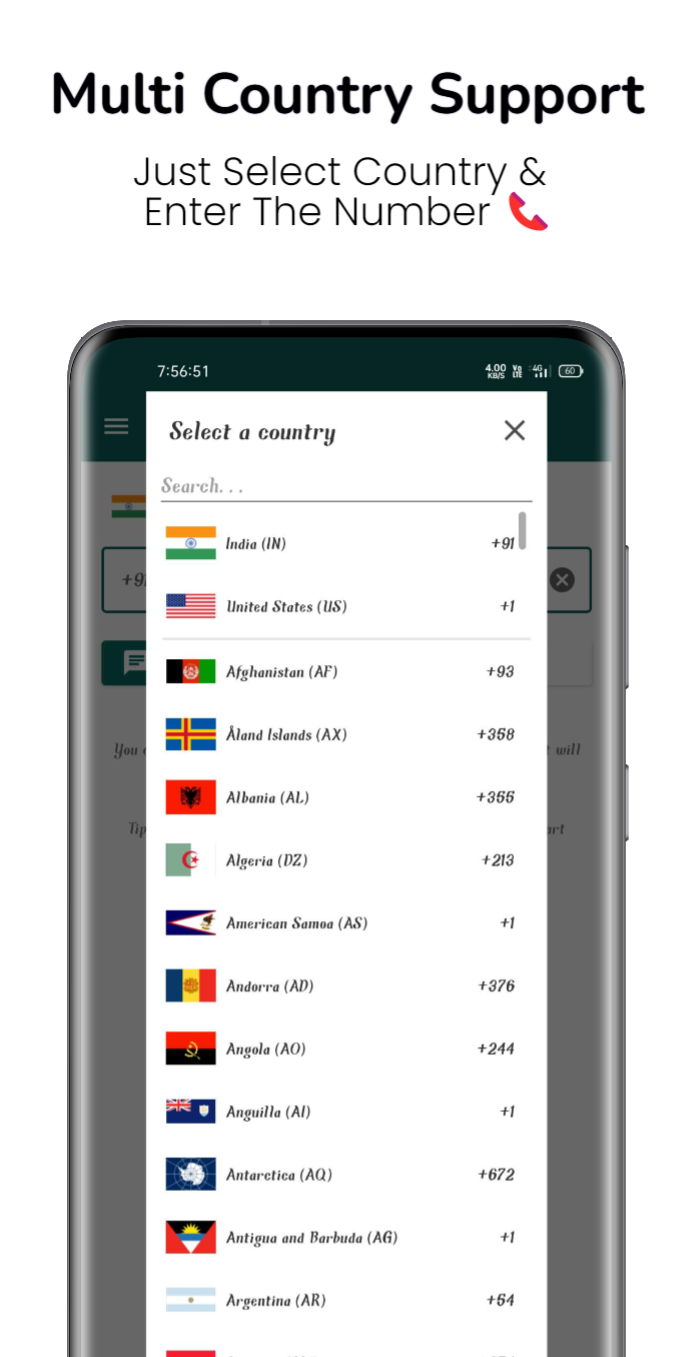 Multi Country Support
Just Select Country &
Enter The Number
7:56:51
4.00 KB/S Vo LTE 4G 60
Select a country
Search. . .
India (IN) +91
United States (US) +1
+9
Afghanistan (AF) +93
Åland Islands (AX) +358
You
will
Albania (AL) +355
Tip
art
Algeria (DZ) +213
American Samoa (AS) +1
Andorra (AD) +376
Angola (AO) +244
Anguilla (AI) +1
Antarctica (AQ) +672
Antigua and Barbuda (AG) +1
Argentina (AR) +54